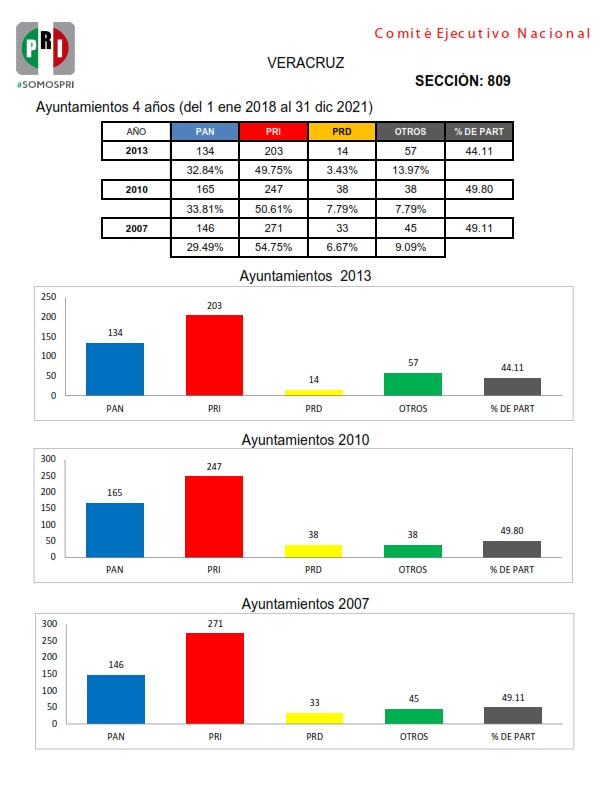 Comité Ejecutivo Nacional
PRI
#SOMOSPRI
VERACRUZ
SECCIÓN: 809
Ayuntamientos 4 años (del 1 ene 2018 al 31 dic 2021)
AÑO PAN PRI PRD OTROS % DE PART
2013 134 203 14 57 44.11
32.84% 49.75% 3.43% 13.97%
2010 165 247 38 38 49.80
33.81% 50.61% 7.79% 7.79%
2007 146 271 33 45 49.11
29.49% 54.75% 6.67% 9.09%
Ayuntamientos 2013
250
200
150
100
50
0
134
203
14
57
44.11
PAN PRI PRD OTROS % DE PART
Ayuntamientos 2010
300
250
200
150
100
50
0
165
247
38
38
49.80
PAN PRI PRD OTROS % DE PART
Ayuntamientos 2007
300
250
200
150
100
50
0
146
271
33
45
49.11
PAN PRI PRD OTROS % DE PART